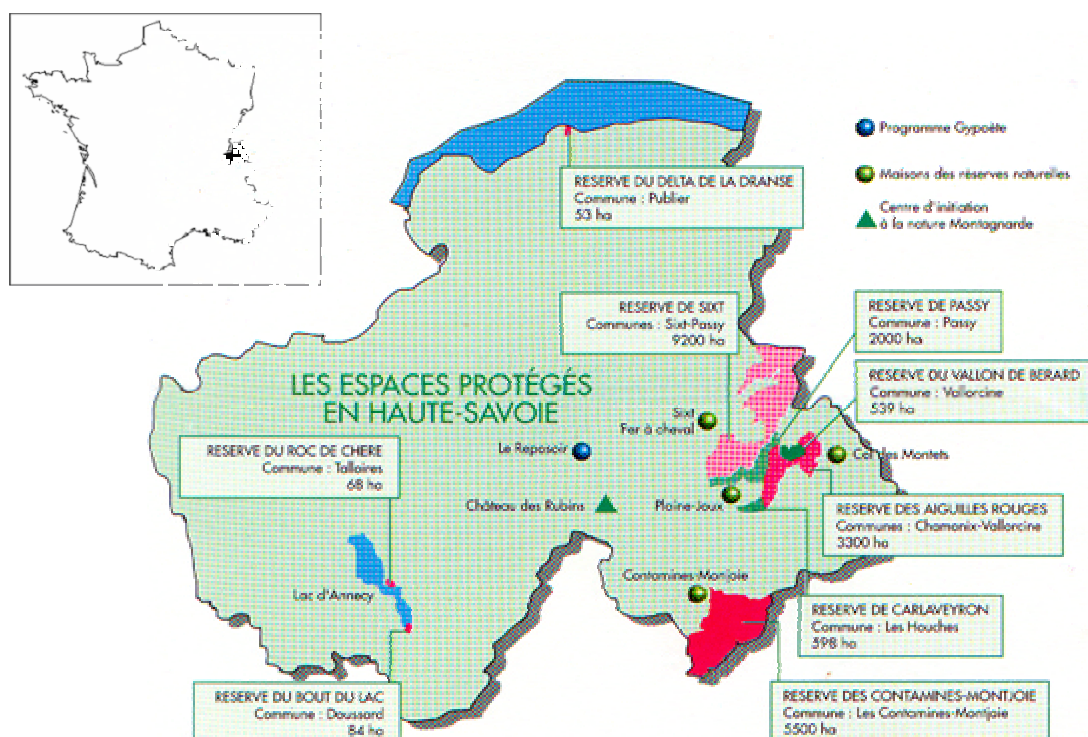 Programme Gypoète
Maisons des réserves naturelles
Centre d'initiation
à la nature Montagnarde
RESERVE DU DELTA DE LA DRANSE
Commune : Publier
53 ha
RESERVE DE SIXT
Communes : Sixt-Passy
9200 ha
RESERVE DE PASSY
Commune : Passy
2000 ha
RESERVE DU VALLON DE BERARD
Commune : Vallorcine
539 ha
LES ESPACES PROTÉGÉS
EN HAUTE-SAVOIE
Sixt
Fer à cheval
Le Reposoir
Col des Montets
RESERVE DU ROC DE CHERE
Commune : Talloires
68 ha
Château des Rubins
Plaine-Joux
RESERVE DES AIGUILLES ROUGES
Communes : Chamonix-Vallorcine
3300 ha
Contamines-Montjoie
Lac d'Annecy
RESERVE DE CARLAVEYRON
Commune : Les Houches
598 ha
RESERVE DU BOUT DU LAC
Commune : Doussard
84 ha
RESERVE DES CONTAMINES-MONTJOIE
Commune : Les Contamines-Montjoie
5500 ha